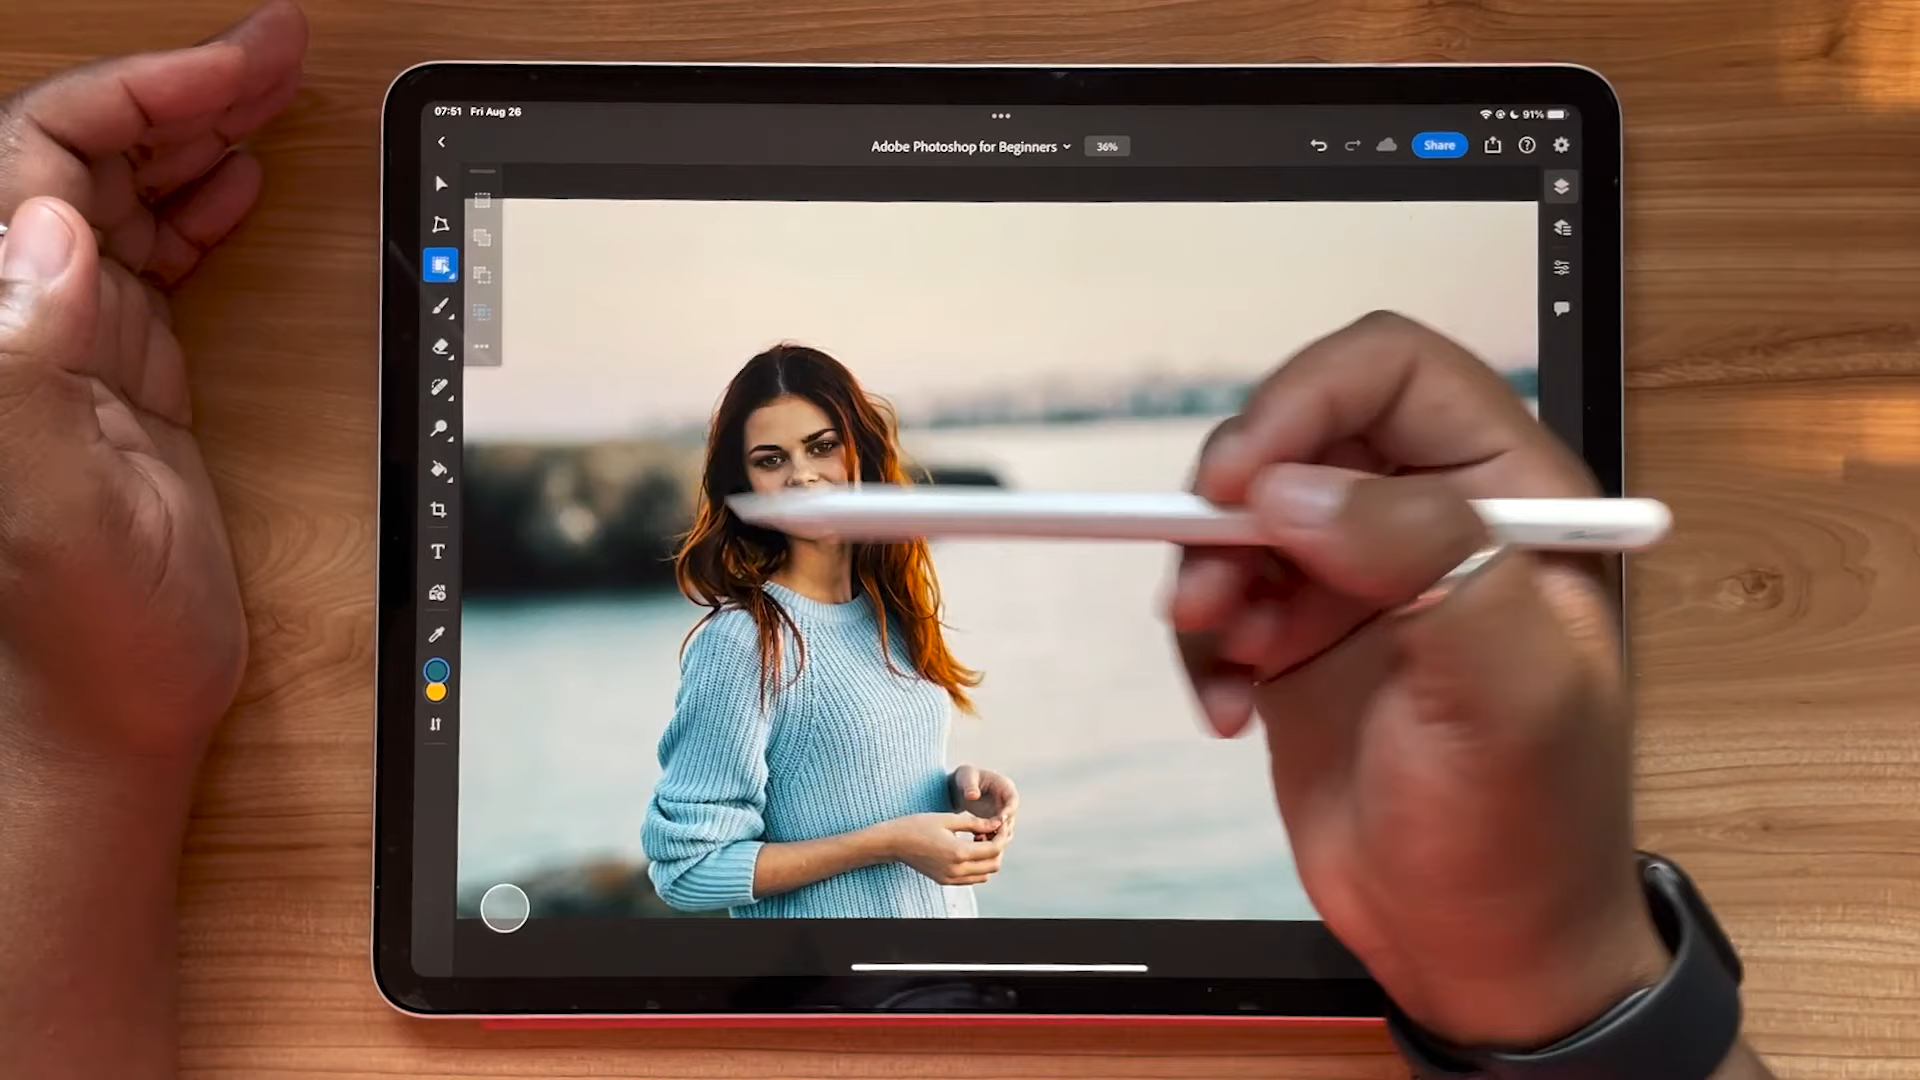 07:51 Fri Aug 26
91%
Adobe Photoshop for Beginners
36%
Share
T